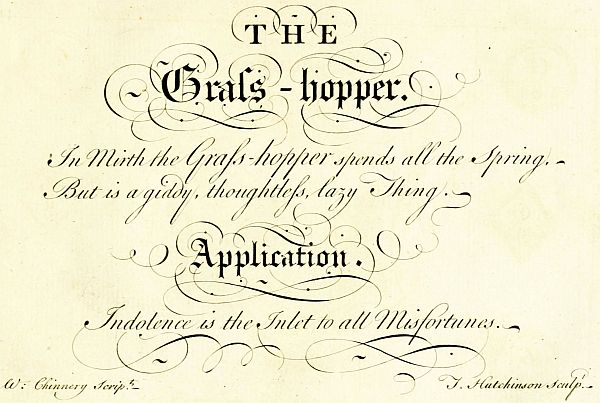 THE
Graſs-hopper.
In Mirth the Graſs-hopper spends all the Spring,
But is a giddy, thoughtleſs, lazy Thing.
Application.
Indolence is the Inlet to all Misfortunes.
W: Chinnery Scrip.t J. Hutchinson Sculp.t